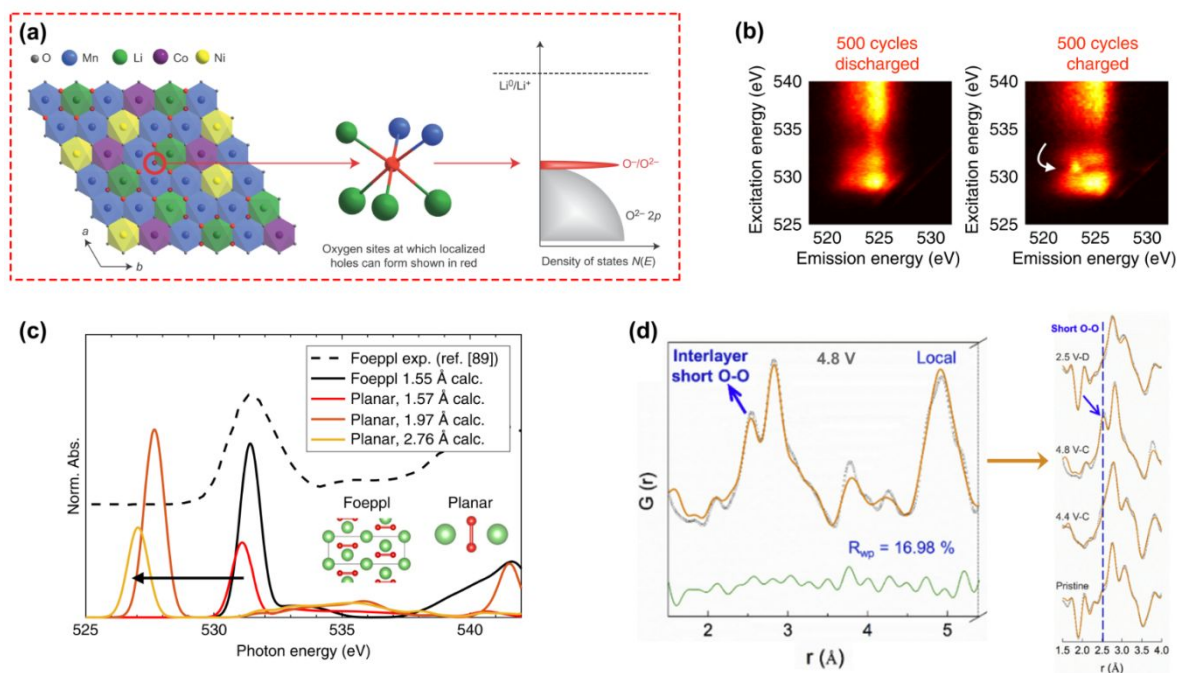 (a)
O Mn Li Co Ni
a
b
Oxygen sites at which localized
holes can form shown in red
Li⁰/Li⁺
O⁻/O²⁻
O²⁻ 2p
Density of states N(E)
(b)
500 cycles
discharged
500 cycles
charged
Excitation energy (eV)
540
535
530
525
520 525 530
Emission energy (eV)
Excitation energy (eV)
540
535
530
525
520 525 530
Emission energy (eV)
(c)
Foeppl exp. (ref. [89])
Foeppl 1.55 Å calc.
Planar, 1.57 Å calc.
Planar, 1.97 Å calc.
Planar, 2.76 Å calc.
Norm. Abs.
Foeppl
Planar
525 530 535 540
Photon energy (eV)
(d)
Interlayer
short O-O
4.8 V
Local
G (r)
Rwp = 16.98 %
2 3 4 5
r (Å)
Short O-O
2.5 V-D
4.8 V-C
4.4 V-C
Pristine
1.5 2.0 2.5 3.0 3.5 4.0
r (Å)